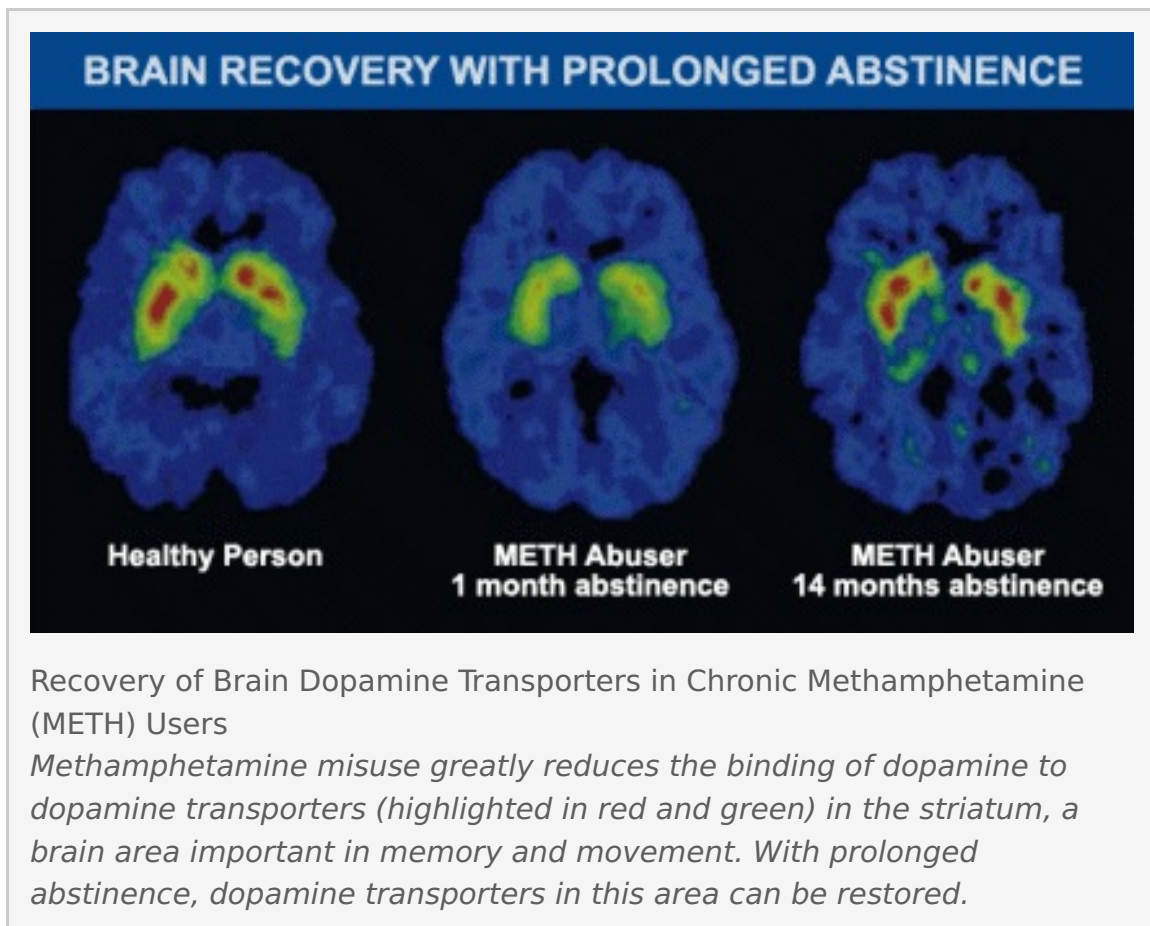 BRAIN RECOVERY WITH PROLONGED ABSTINENCE
Healthy Person
METH Abuser
1 month abstinence
METH Abuser
14 months abstinence
Recovery of Brain Dopamine Transporters in Chronic Methamphetamine
(METH) Users
Methamphetamine misuse greatly reduces the binding of dopamine to
dopamine transporters (highlighted in red and green) in the striatum, a
brain area important in memory and movement. With prolonged
abstinence, dopamine transporters in this area can be restored.